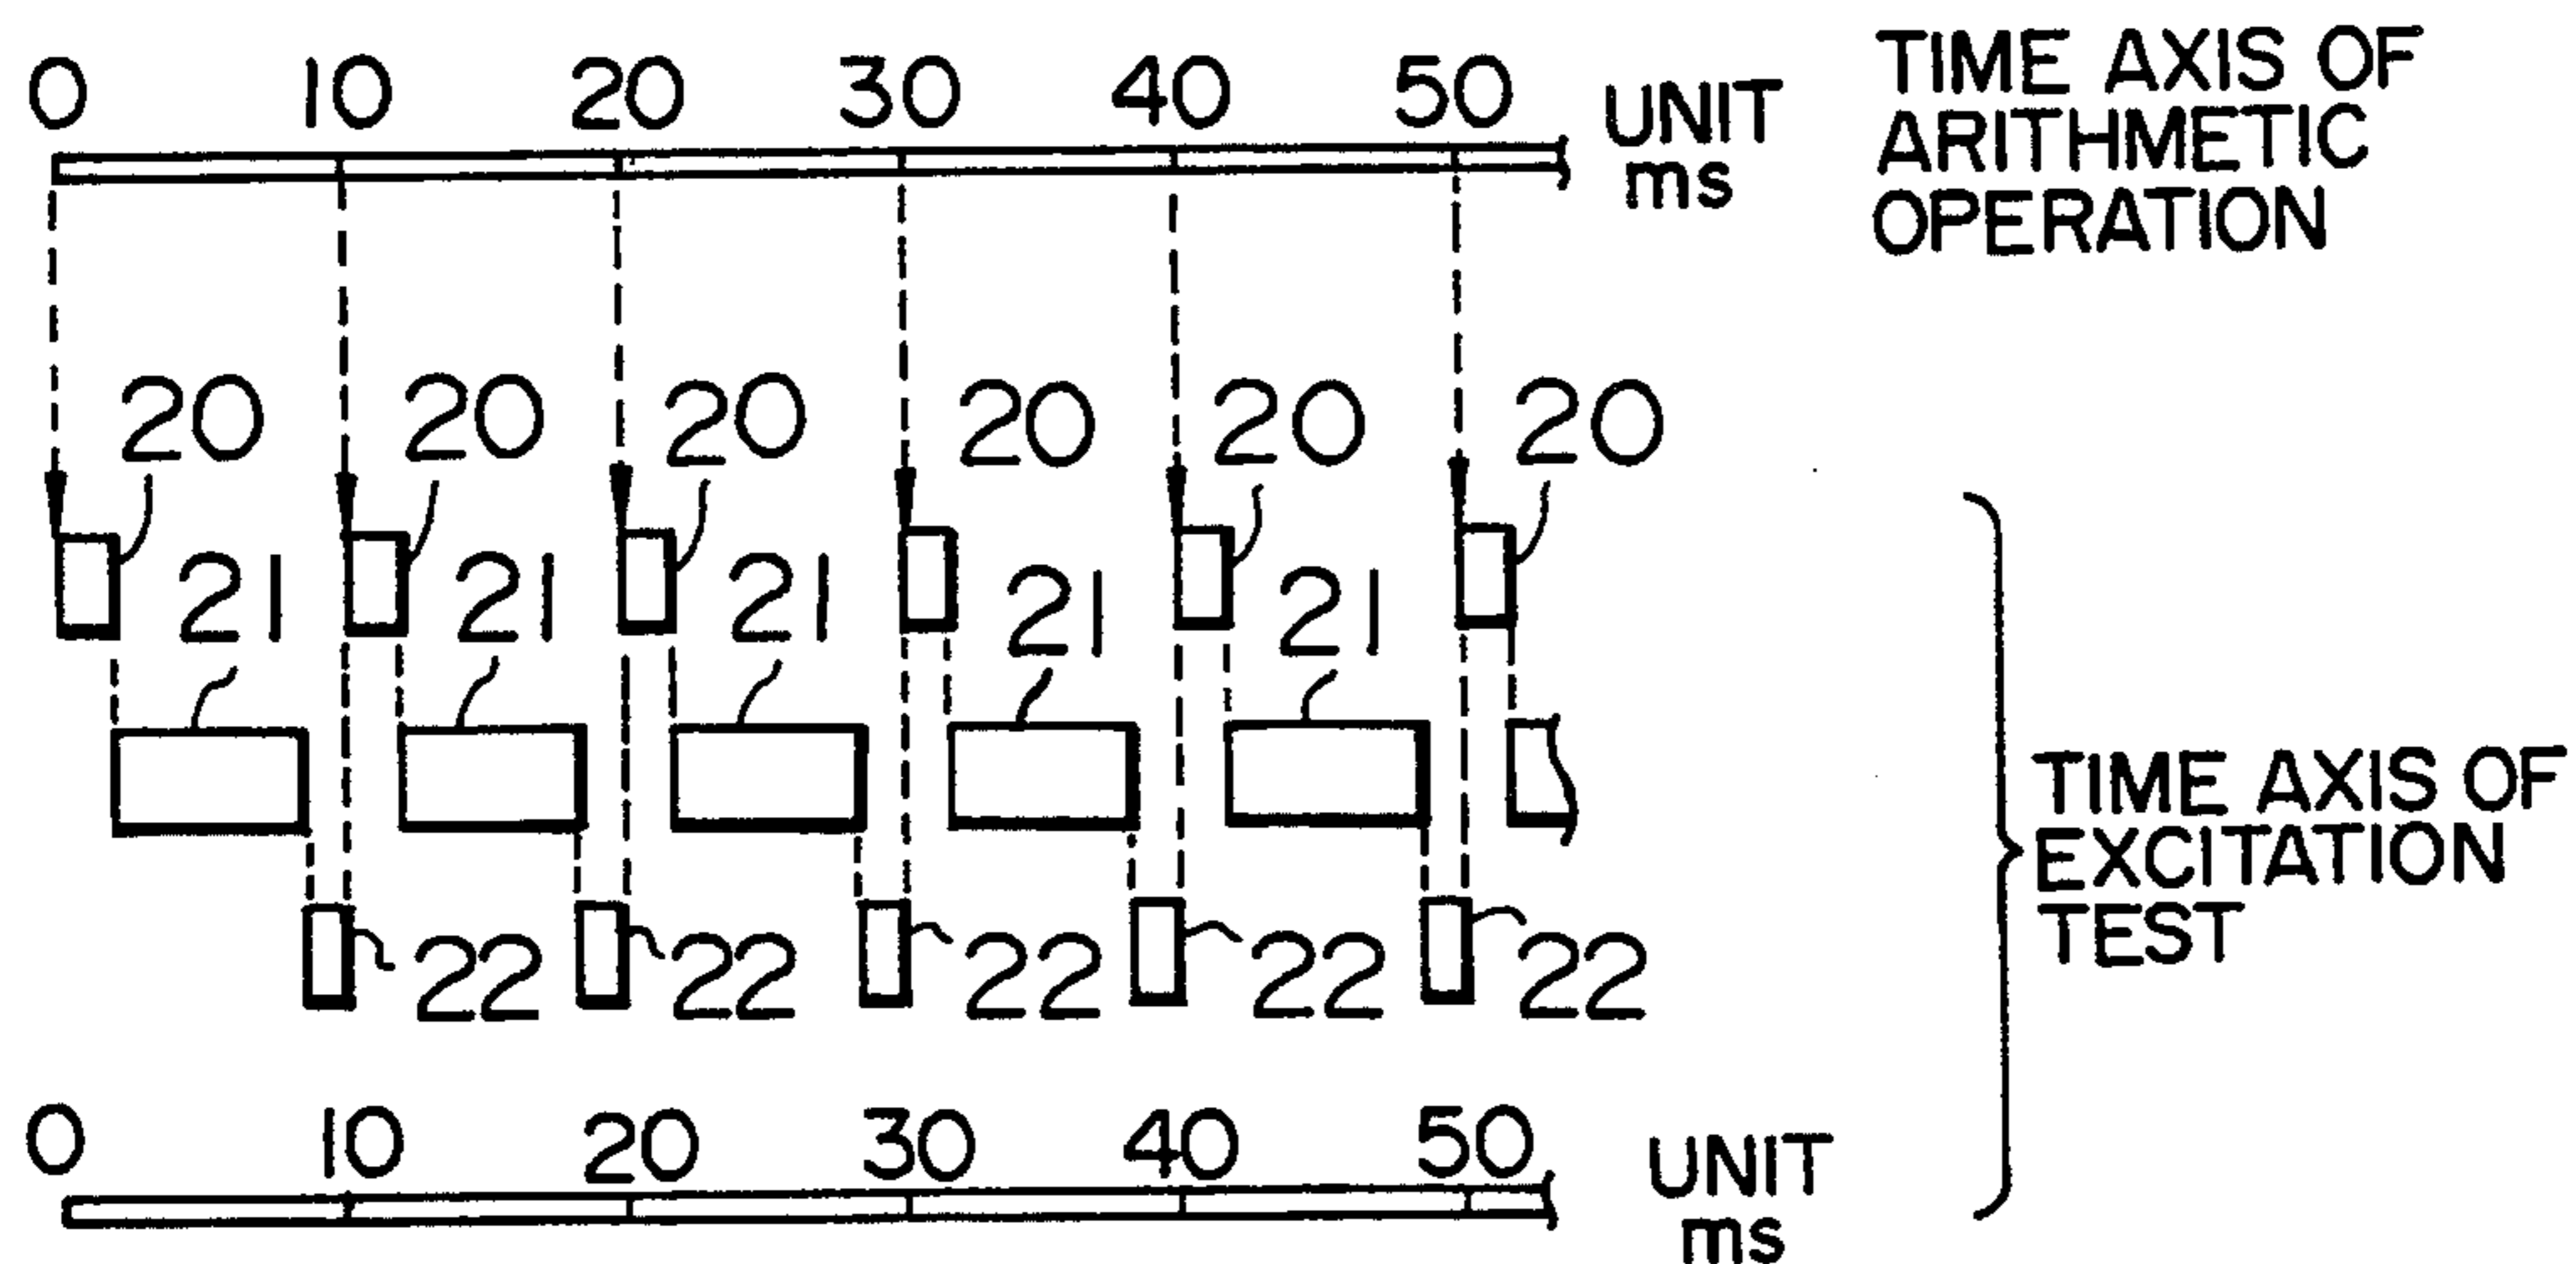 0 10 20 30 40 50 UNIT ms
TIME AXIS OF
ARITHMETIC
OPERATION
20 20 20 20 20 20
21 21 21 21 21
22 22 22 22 22
TIME AXIS OF
EXCITATION
TEST
0 10 20 30 40 50 UNIT ms